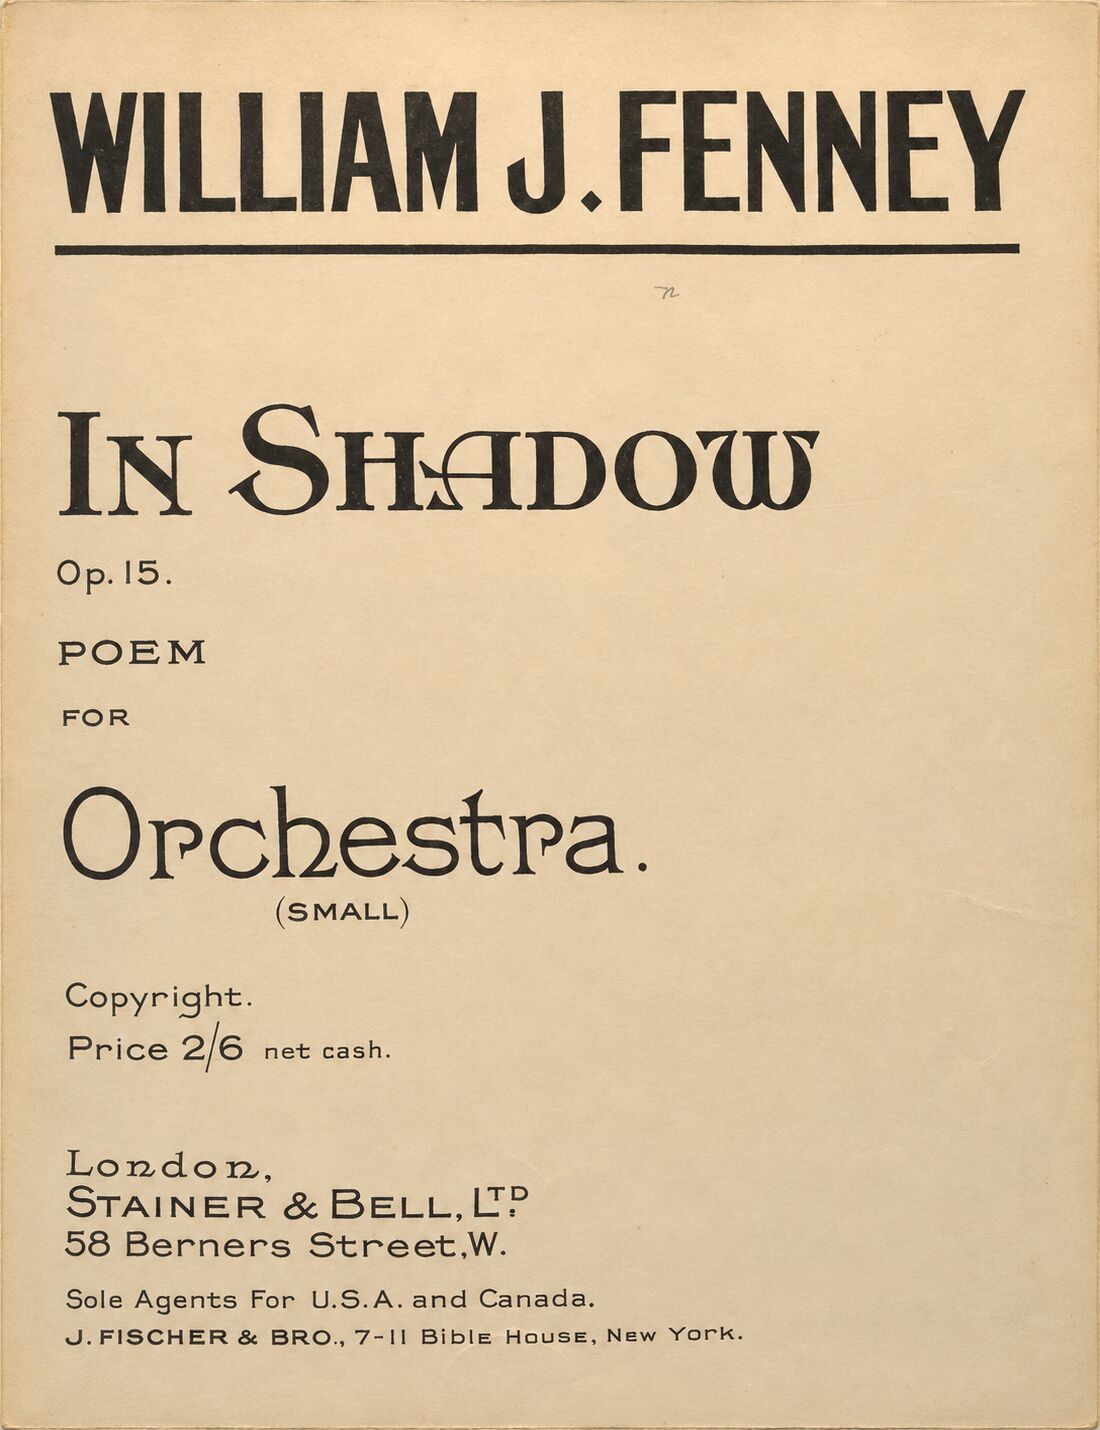 WILLIAM J. FENNEY
IN SHADOW
Op. 15.
POEM
FOR
Orchestra.
(SMALL)
Copyright.
Price 2/6 net cash.
London,
STAINER & BELL, LTD.
58 Berners Street, W.
Sole Agents For U.S.A. and Canada.
J. FISCHER & BRO., 7-11 Bible House, New York.